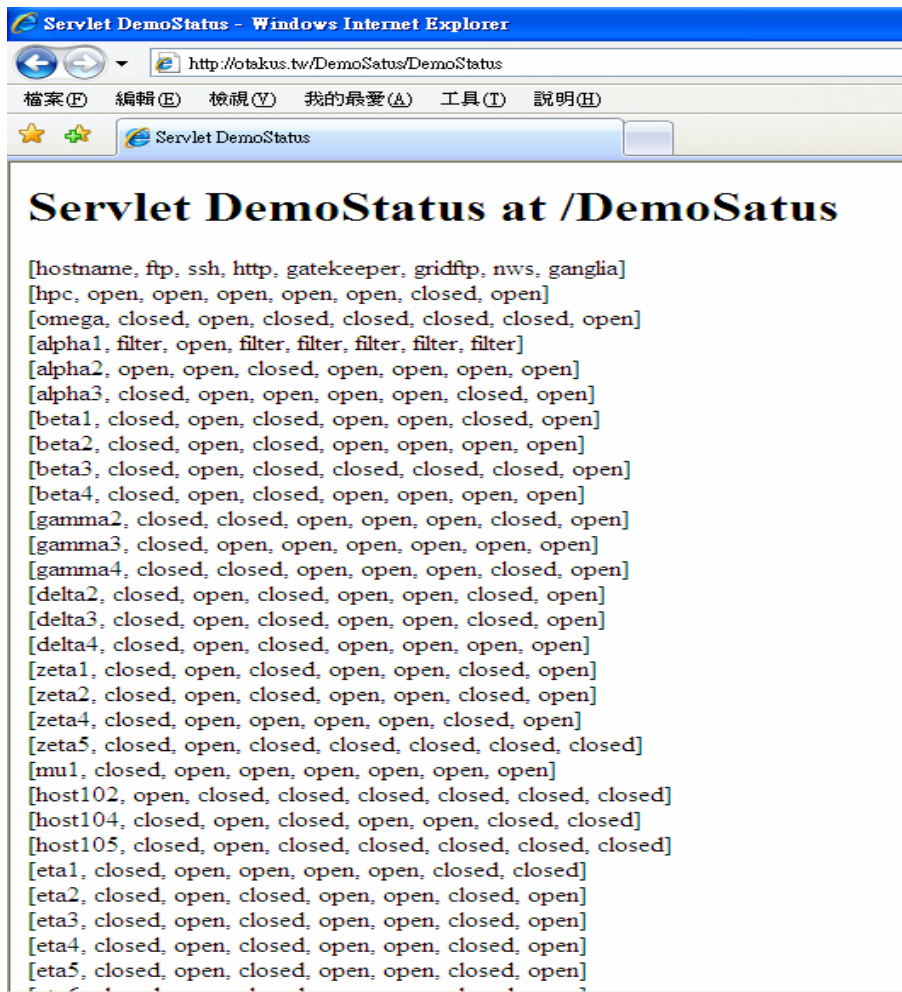 Servlet DemoStatus - Windows Internet Explorer
http://otakus.tw/DemoSatus/DemoStatus
檔案(F) 編輯(E) 檢視(V) 我的最愛(A) 工具(T) 說明(H)
Servlet DemoStatus
Servlet DemoStatus at /DemoSatus
[hostname, ftp, ssh, http, gatekeeper, gridftp, nws, ganglia]
[hpc, open, open, open, open, open, closed, open]
[omega, closed, open, closed, closed, closed, closed, open]
[alpha1, filter, open, filter, filter, filter, filter, filter]
[alpha2, open, open, closed, open, open, open, open]
[alpha3, closed, open, open, open, open, closed, open]
[beta1, closed, open, closed, open, open, closed, open]
[beta2, closed, open, closed, open, open, open, open]
[beta3, closed, open, closed, closed, closed, closed, open]
[beta4, closed, open, closed, open, open, open, open]
[gamma2, closed, closed, open, open, open, closed, open]
[gamma3, closed, open, open, open, open, open, open]
[gamma4, closed, closed, open, open, open, closed, open]
[delta2, closed, open, closed, open, open, closed, open]
[delta3, closed, open, closed, open, open, closed, open]
[delta4, closed, open, closed, open, open, open, open]
[zeta1, closed, open, closed, open, open, closed, open]
[zeta2, closed, open, closed, open, open, closed, open]
[zeta4, closed, open, open, open, open, closed, open]
[zeta5, closed, open, closed, closed, closed, closed, closed]
[mu1, closed, open, open, open, open, open, open]
[host102, open, closed, closed, closed, closed, closed, closed]
[host104, closed, open, closed, open, open, closed, closed]
[host105, closed, open, closed, closed, closed, closed, closed]
[eta1, closed, open, open, open, open, closed, closed]
[eta2, closed, open, closed, open, open, closed, open]
[eta3, closed, open, closed, open, open, closed, open]
[eta4, closed, open, closed, open, open, closed, open]
[eta5, closed, open, closed, open, open, closed, open]